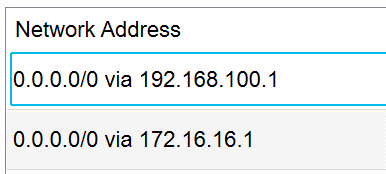 Network Address
0.0.0.0/0 via 192.168.100.1
0.0.0.0/0 via 172.16.16.1